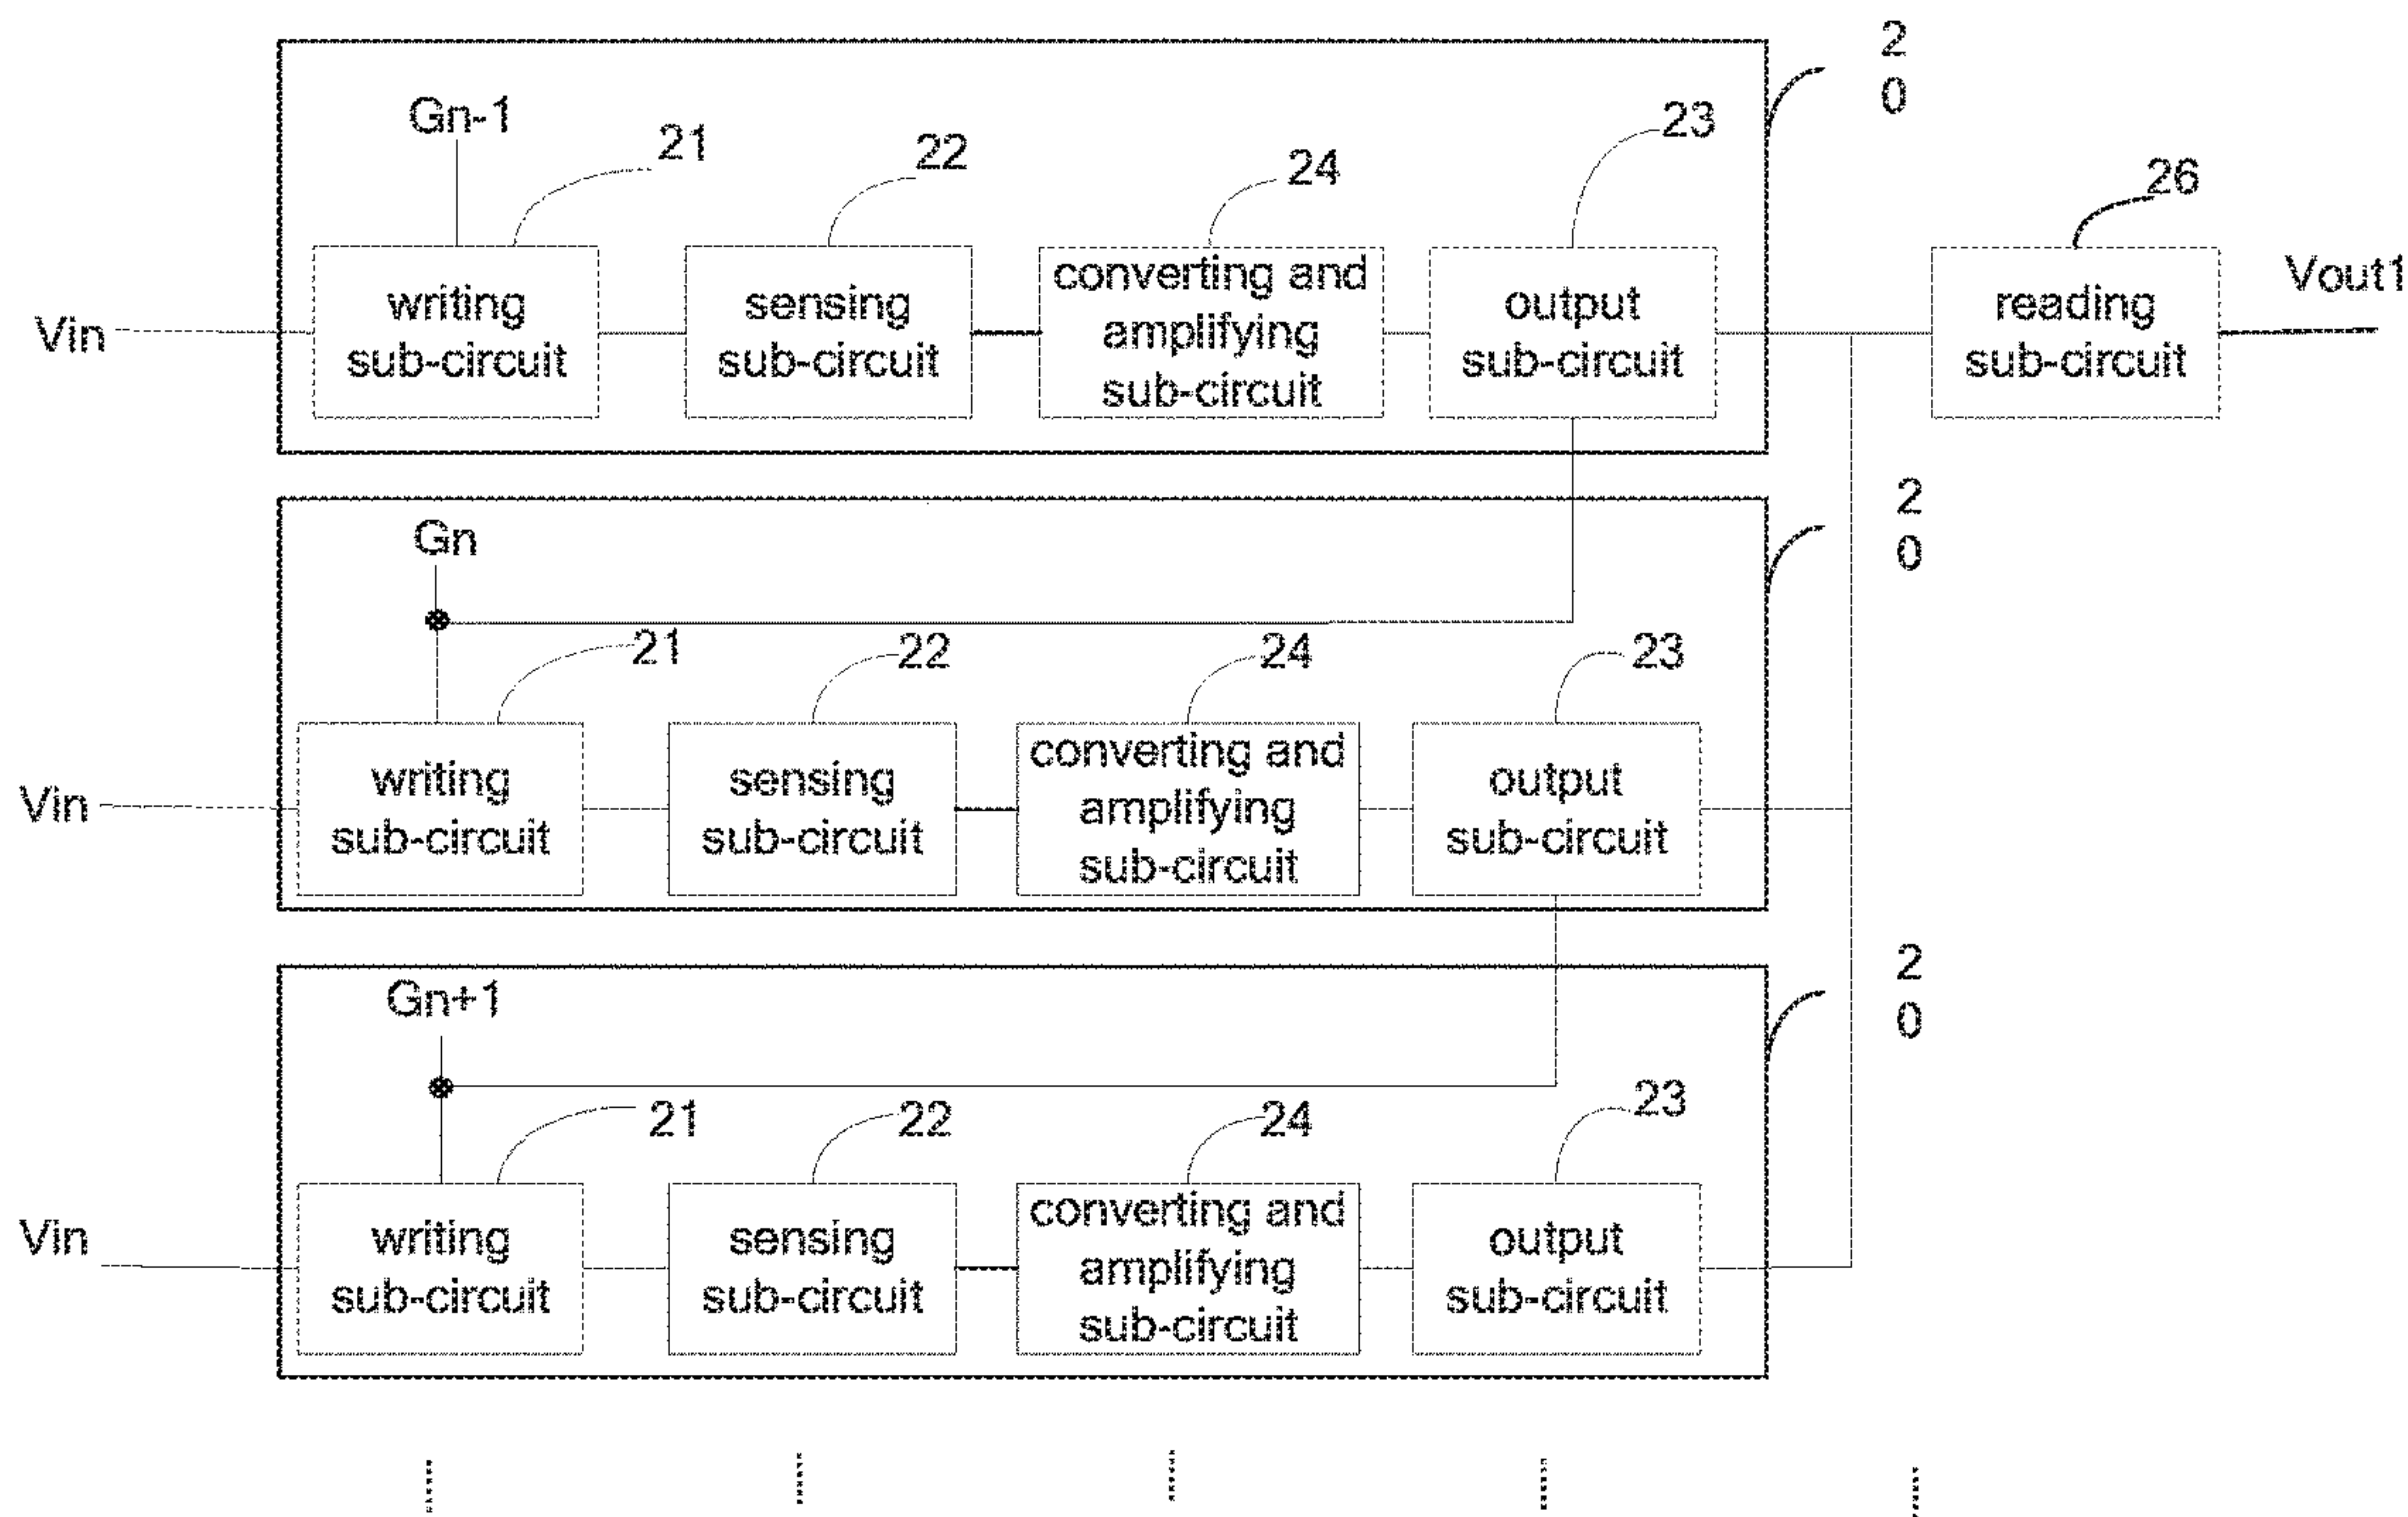 2
0
Gn-1
21
22
24
23
26
Vin
writing
sub-circuit
sensing
sub-circuit
converting and
amplifying
sub-circuit
output
sub-circuit
reading
sub-circuit
Vout1
2
0
Gn
21
22
24
23
Vin
writing
sub-circuit
sensing
sub-circuit
converting and
amplifying
sub-circuit
output
sub-circuit
2
0
Gn+1
21
22
24
23
Vin
writing
sub-circuit
sensing
sub-circuit
converting and
amplifying
sub-circuit
output
sub-circuit